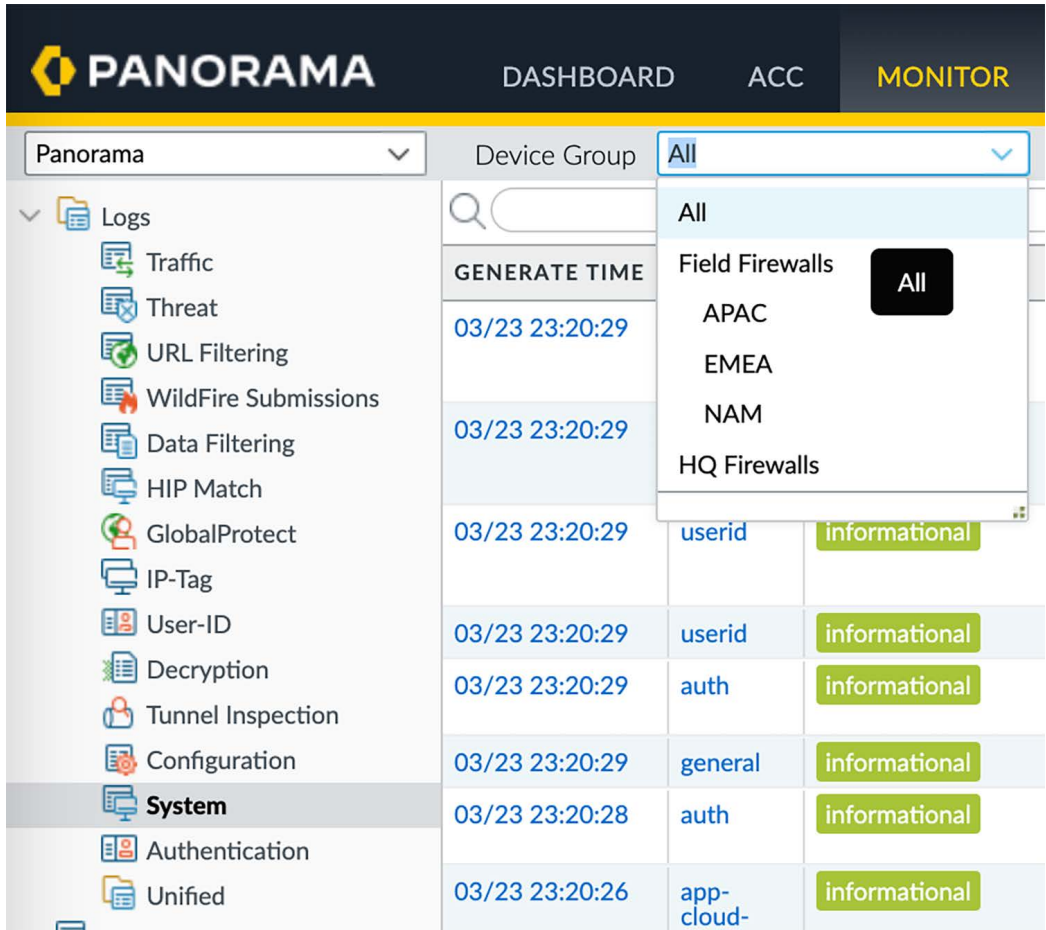 PANORAMA DASHBOARD ACC MONITOR
Panorama Device Group All
Logs
Traffic
Threat
URL Filtering
WildFire Submissions
Data Filtering
HIP Match
GlobalProtect
IP-Tag
User-ID
Decryption
Tunnel Inspection
Configuration
System
Authentication
Unified
All
Field Firewalls
APAC
EMEA
NAM
HQ Firewalls
All
GENERATE TIME
03/23 23:20:29
03/23 23:20:29
03/23 23:20:29 userid informational
03/23 23:20:29 userid informational
03/23 23:20:29 auth informational
03/23 23:20:29 general informational
03/23 23:20:28 auth informational
03/23 23:20:26 app- informational
cloud-